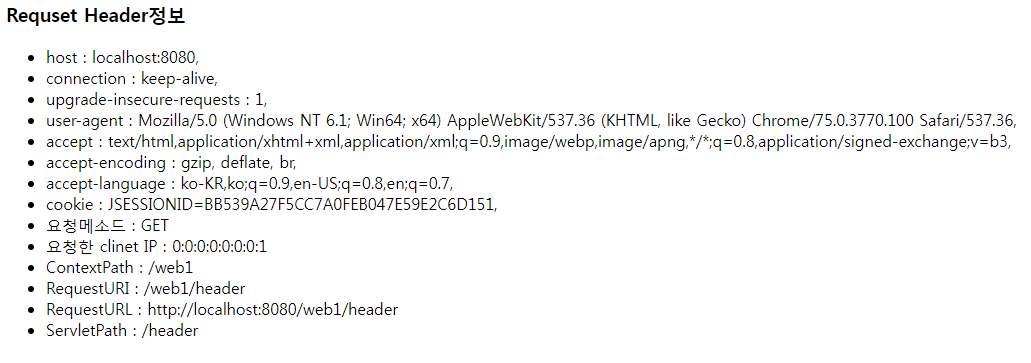 Requset Header정보
host : localhost:8080,
connection : keep-alive,
upgrade-insecure-requests : 1,
user-agent : Mozilla/5.0 (Windows NT 6.1; Win64; x64) AppleWebKit/537.36 (KHTML, like Gecko) Chrome/75.0.3770.100 Safari/537.36,
accept : text/html,application/xhtml+xml,application/xml;q=0.9,image/webp,image/apng,*/*;q=0.8,application/signed-exchange;v=b3,
accept-encoding : gzip, deflate, br,
accept-language : ko-KR,ko;q=0.9,en-US;q=0.8,en;q=0.7,
cookie : JSESSIONID=BB539A27F5CC7A0FEB047E59E2C6D151,
요청메소드 : GET
요청한 clinet IP : 0:0:0:0:0:0:0:1
ContextPath : /web1
RequestURI : /web1/header
RequestURL : http://localhost:8080/web1/header
ServletPath : /header